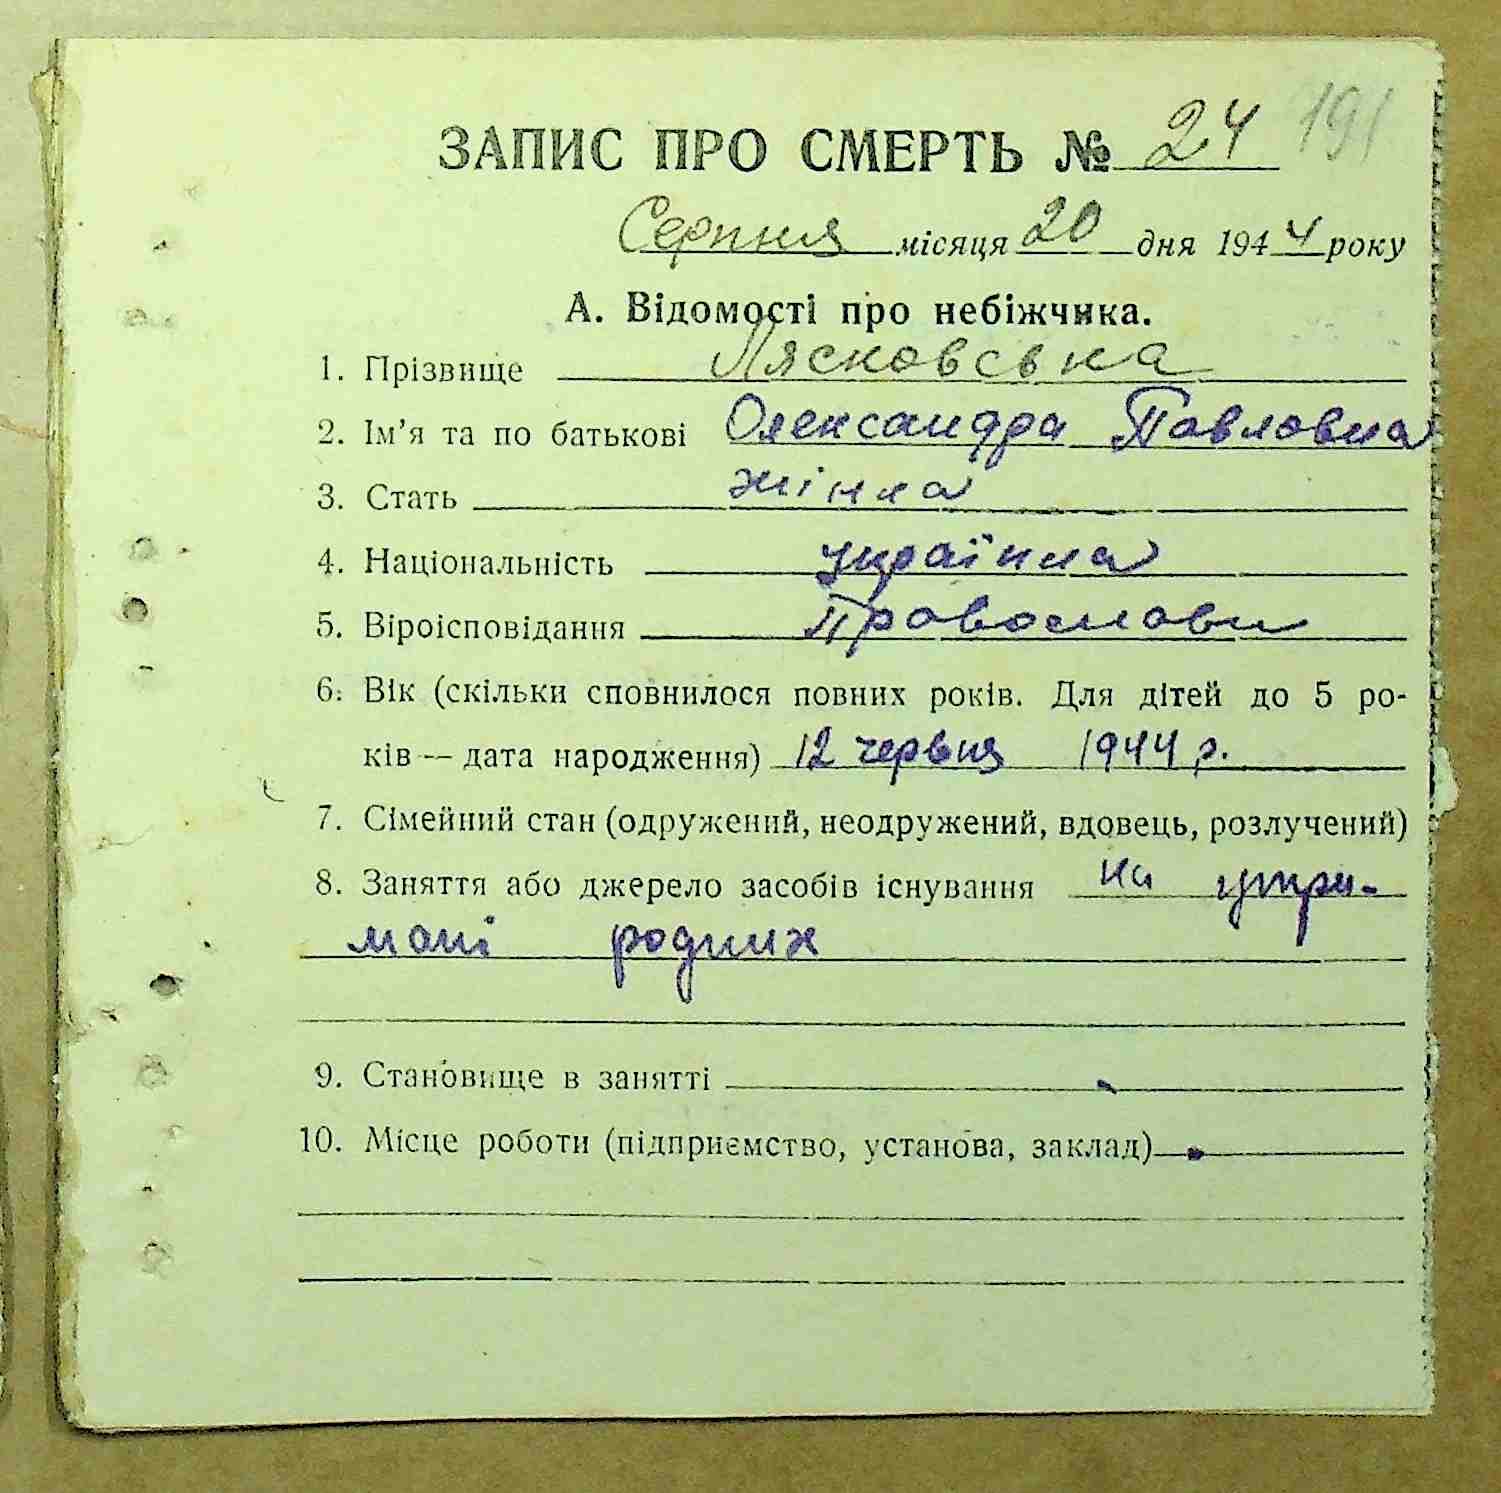 ЗАПИС ПРО СМЕРТЬ № 24 191
Серпня місяця 20 дня 1944 року
А. Відомості про небіжчика.
1. Прізвище Лясковська
2. Ім’я та по батькові Олександра Павловна
3. Стать жінка
4. Національність українка
5. Віроісповідання Православн
6. Вік (скільки сповнилося повних років. Для дітей до 5 ро-
ків — дата народження) 12 червня 1944 р.
7. Сімейний стан (одружений, неодружений, вдовець, розлучений)
8. Заняття або джерело засобів існування на утри-
мані родних
9. Становище в занятті
10. Місце роботи (підприємство, установа, заклад)